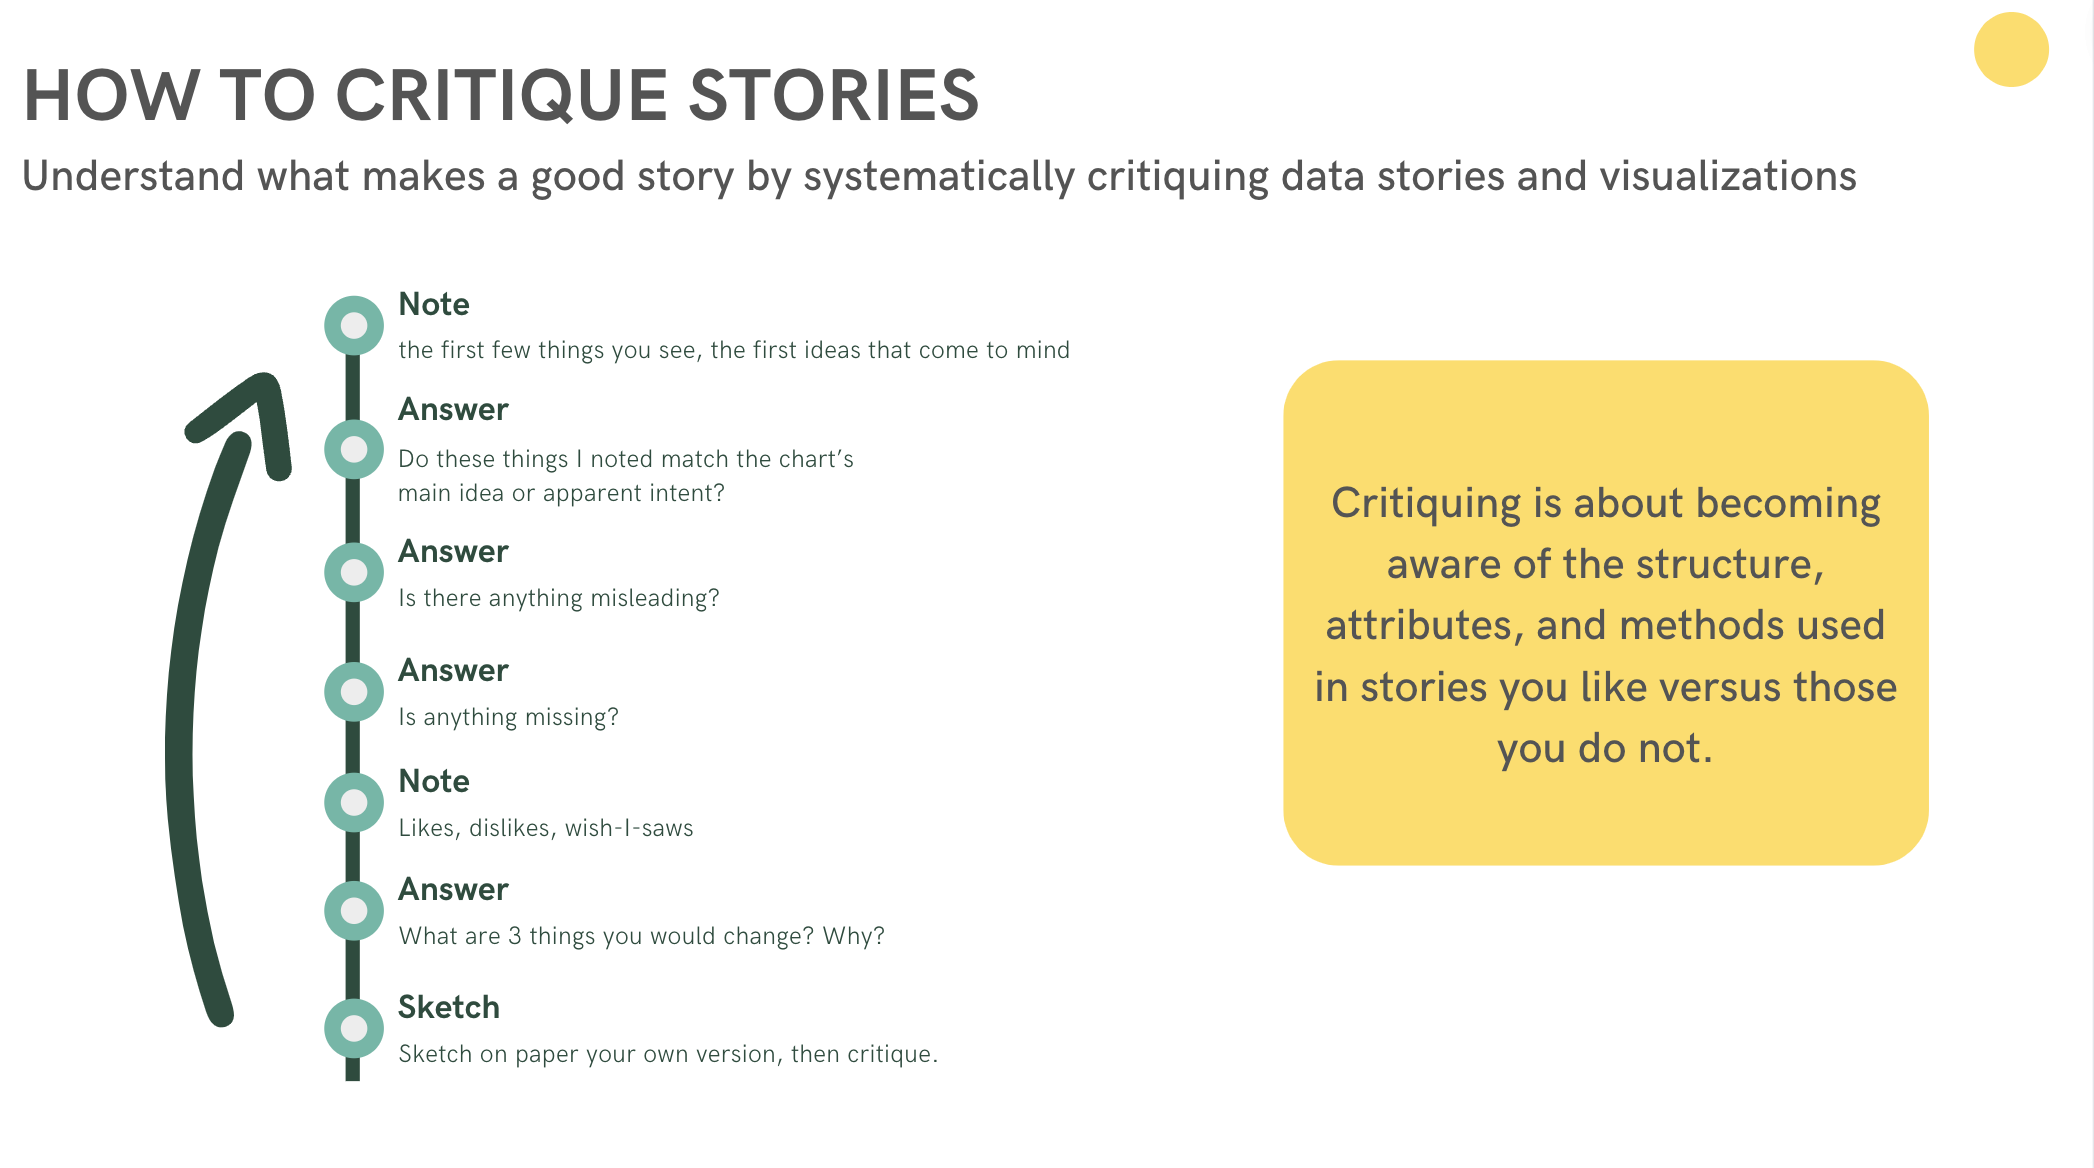 HOW TO CRITIQUE STORIES
Understand what makes a good story by systematically critiquing data stories and visualizations
Note
the first few things you see, the first ideas that come to mind
Answer
Do these things I noted match the chart’s
main idea or apparent intent?
Answer
Is there anything misleading?
Answer
Is anything missing?
Note
Likes, dislikes, wish-I-saws
Answer
What are 3 things you would change? Why?
Sketch
Sketch on paper your own version, then critique.
Critiquing is about becoming
aware of the structure,
attributes, and methods used
in stories you like versus those
you do not.